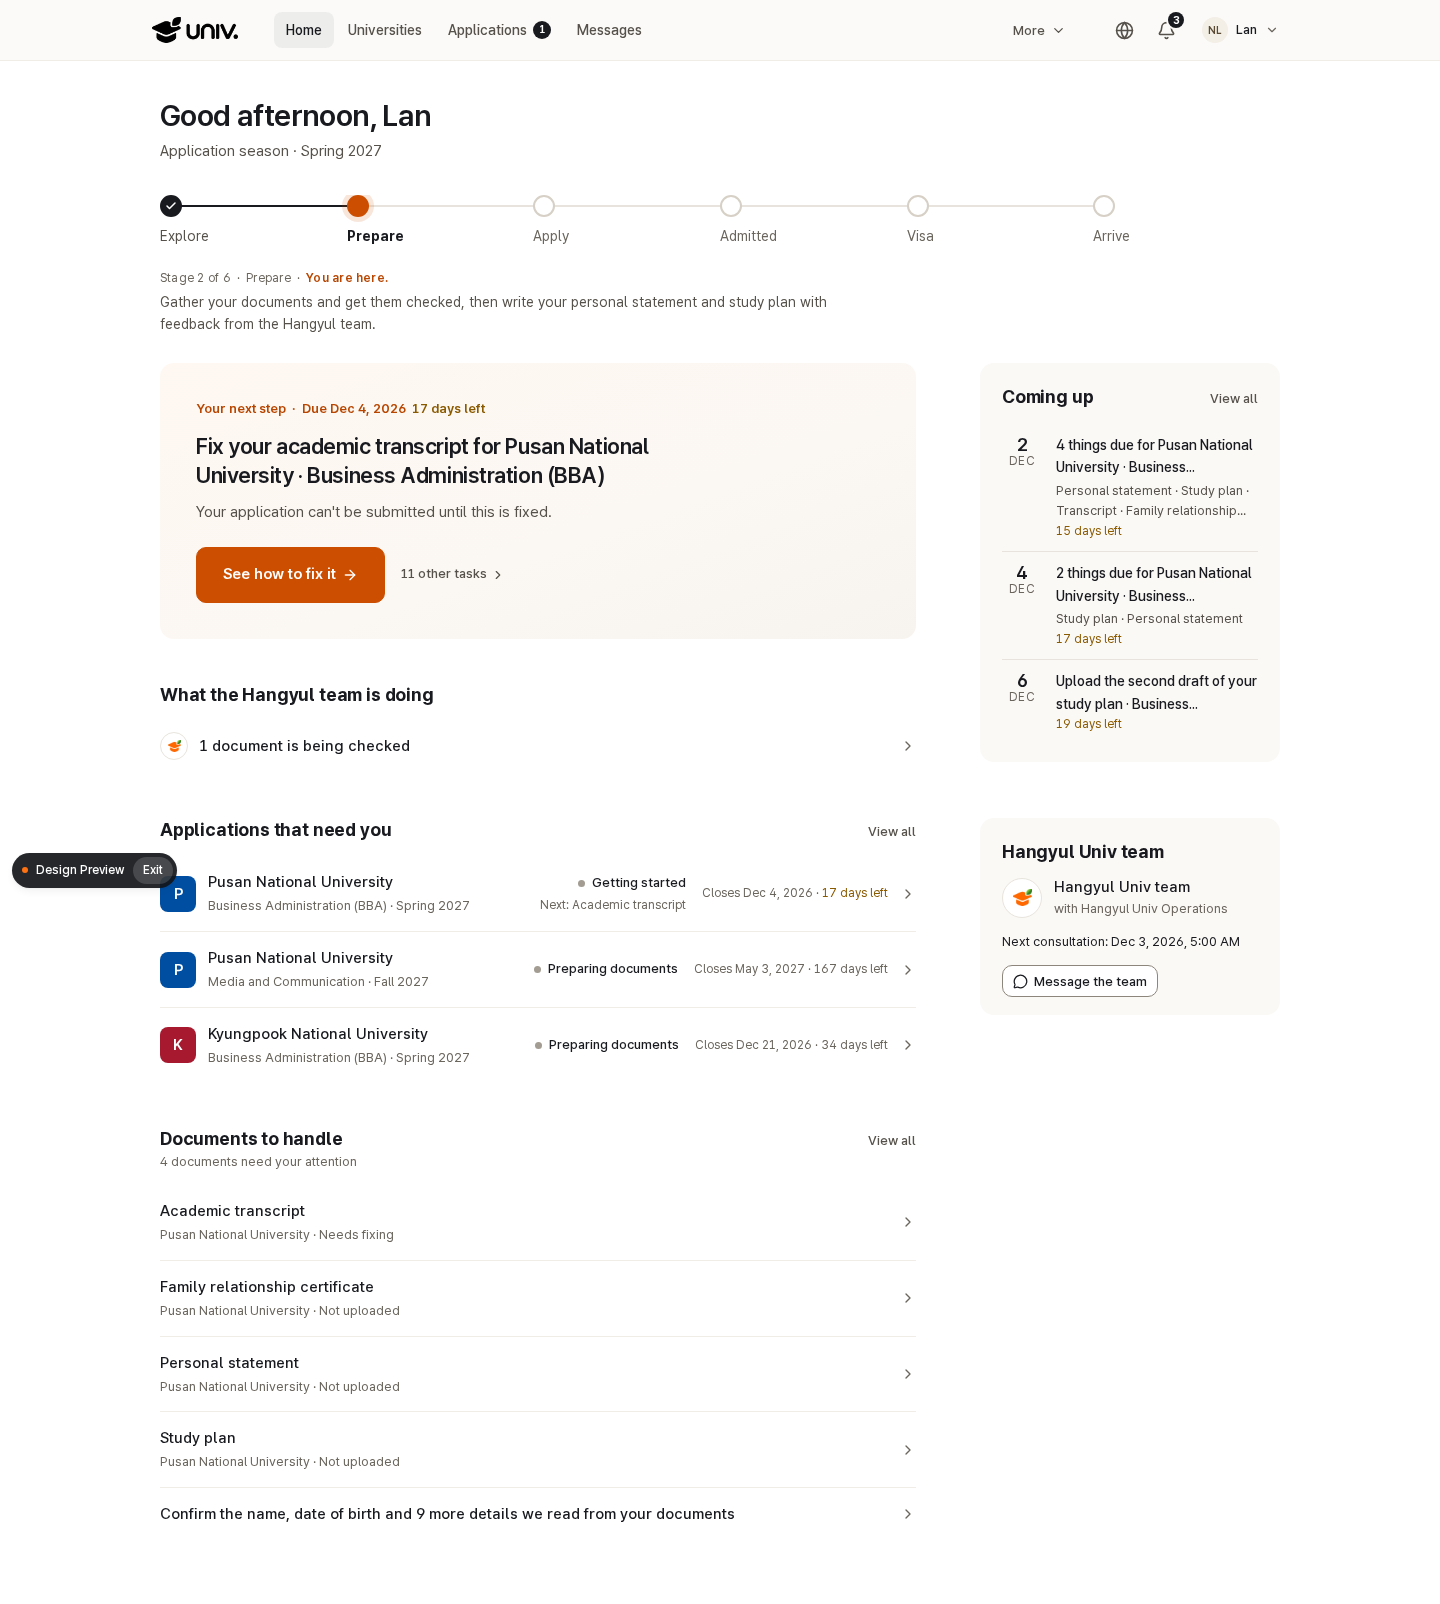 UNIV.
Home
Universities
Applications 1
Messages
More
3
NL
Lan
Good afternoon, Lan
Application season · Spring 2027
Explore
Prepare
Apply
Admitted
Visa
Arrive
Stage 2 of 6 · Prepare · You are here.
Gather your documents and get them checked, then write your personal statement and study plan with
feedback from the Hangyul team.
Your next step · Due Dec 4, 2026 17 days left
Fix your academic transcript for Pusan National
University · Business Administration (BBA)
Your application can't be submitted until this is fixed.
See how to fix it
11 other tasks
Coming up
View all
2
DEC
4 things due for Pusan National
University · Business...
Personal statement · Study plan ·
Transcript · Family relationship...
15 days left
4
DEC
2 things due for Pusan National
University · Business...
Study plan · Personal statement
17 days left
6
DEC
Upload the second draft of your
study plan · Business...
19 days left
What the Hangyul team is doing
1 document is being checked
Applications that need you
View all
Design Preview
Exit
P
Pusan National University
Business Administration (BBA) · Spring 2027
Getting started
Next: Academic transcript
Closes Dec 4, 2026 · 17 days left
P
Pusan National University
Media and Communication · Fall 2027
Preparing documents
Closes May 3, 2027 · 167 days left
K
Kyungpook National University
Business Administration (BBA) · Spring 2027
Preparing documents
Closes Dec 21, 2026 · 34 days left
Hangyul Univ team
Hangyul Univ team
with Hangyul Univ Operations
Next consultation: Dec 3, 2026, 5:00 AM
Message the team
Documents to handle
View all
4 documents need your attention
Academic transcript
Pusan National University · Needs fixing
Family relationship certificate
Pusan National University · Not uploaded
Personal statement
Pusan National University · Not uploaded
Study plan
Pusan National University · Not uploaded
Confirm the name, date of birth and 9 more details we read from your documents